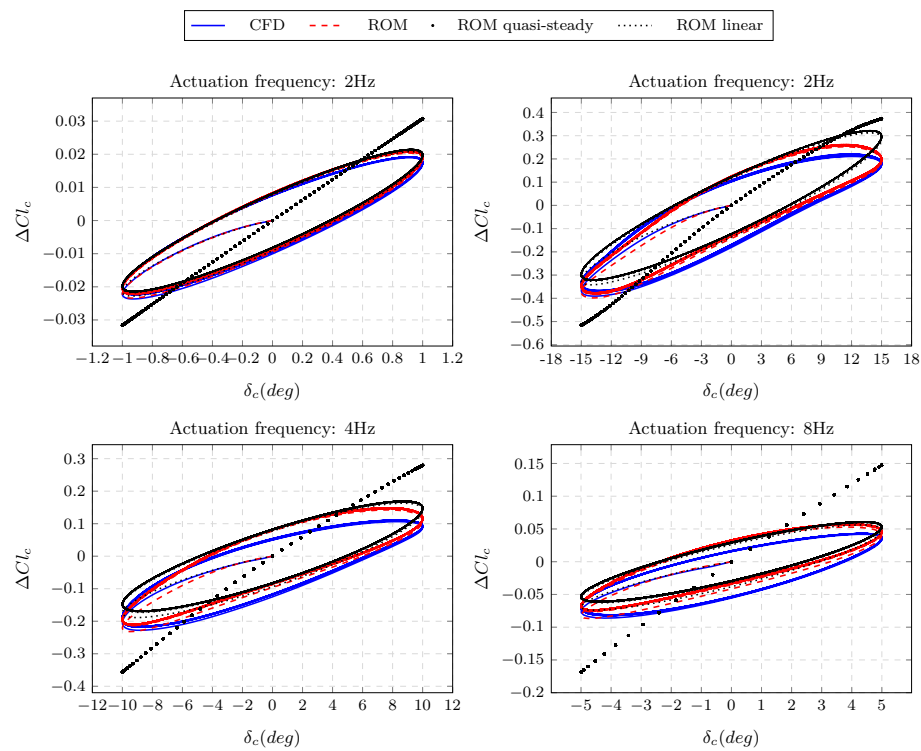 CFD ROM ROM quasi-steady ROM linear
Actuation frequency: 2Hz
0.03
0.02
0.01
0
−0.01
−0.02
−0.03
ΔCl_c
−1.2 −1 −0.8 −0.6 −0.4 −0.2 0 0.2 0.4 0.6 0.8 1 1.2
δ_c(deg)
Actuation frequency: 2Hz
0.4
0.3
0.2
0.1
0
−0.1
−0.2
−0.3
−0.4
−0.5
−0.6
ΔCl_c
-18 -15 -12 -9 -6 -3 0 3 6 9 12 15 18
δ_c(deg)
Actuation frequency: 4Hz
0.3
0.2
0.1
0
−0.1
−0.2
−0.3
−0.4
ΔCl_c
−12 −10 −8 −6 −4 −2 0 2 4 6 8 10 12
δ_c(deg)
Actuation frequency: 8Hz
0.15
0.1
0.05
0
−0.05
−0.1
−0.15
−0.2
ΔCl_c
−5 −4 −3 −2 −1 0 1 2 3 4 5
δ_c(deg)